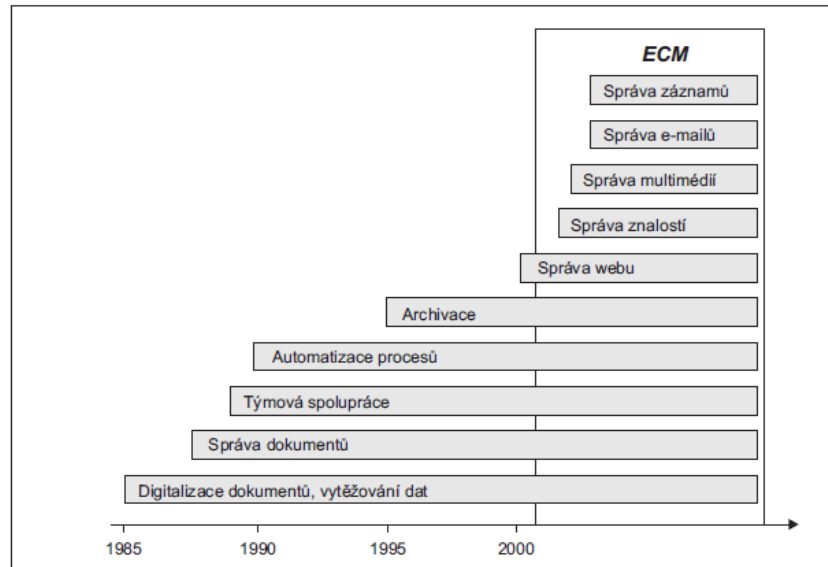 ECM
Správa záznamů
Správa e-mailů
Správa multimédií
Správa znalostí
Správa webu
Archivace
Automatizace procesů
Týmová spolupráce
Správa dokumentů
Digitalizace dokumentů, vytěžování dat
1985 1990 1995 2000